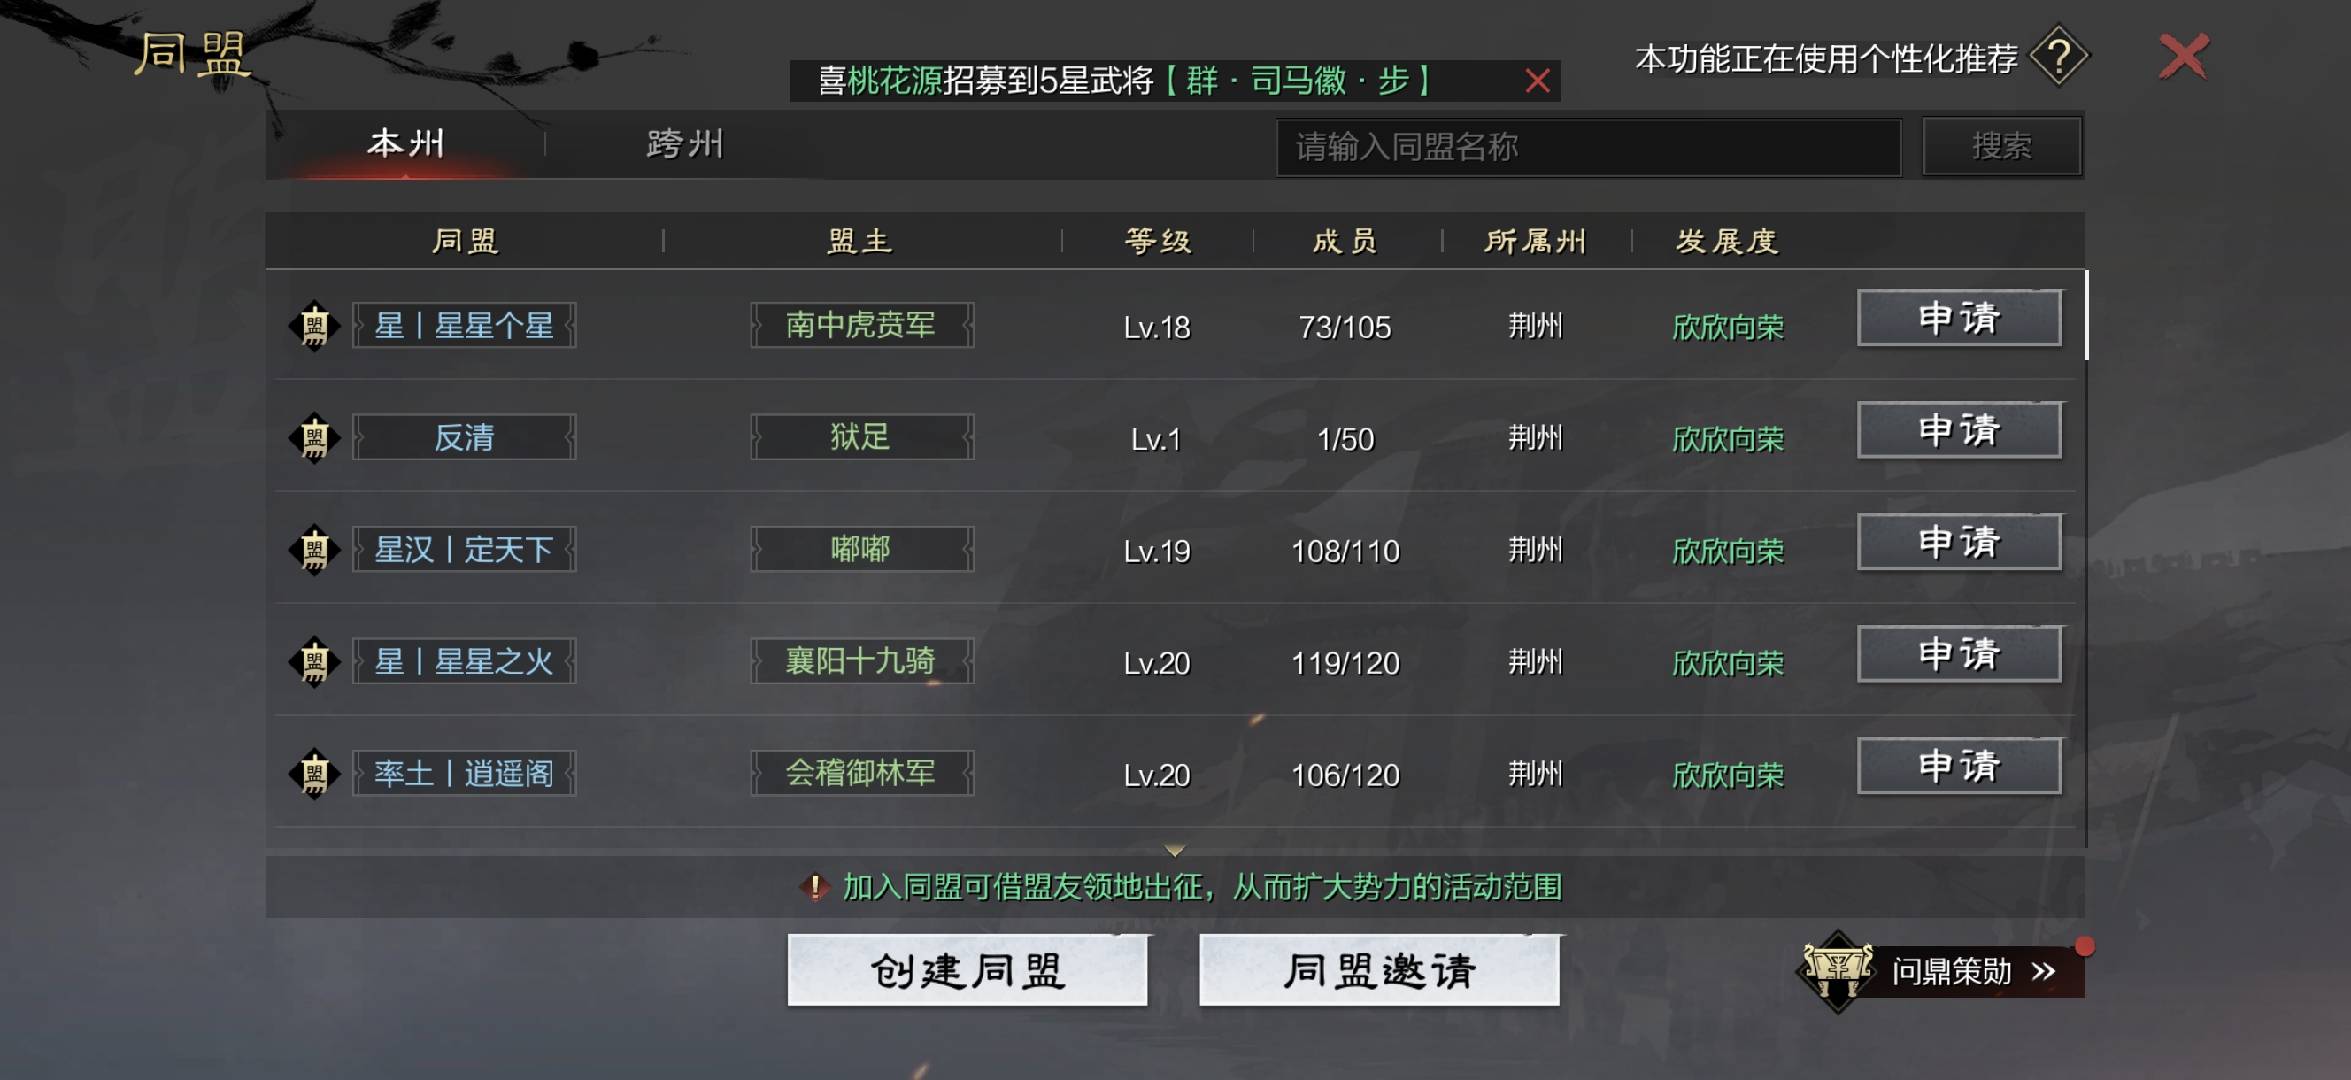 同盟
喜桃花源招募到5星武将【群·司马徽·步】
本功能正在使用个性化推荐 ?
本州 跨州 请输入同盟名称 搜索
同盟 盟主 等级 成员 所属州 发展度
盟 星丨星星个星 南中虎贲军 Lv.18 73/105 荆州 欣欣向荣 申请
盟 反清 狱足 Lv.1 1/50 荆州 欣欣向荣 申请
盟 星汉丨定天下 嘟嘟 Lv.19 108/110 荆州 欣欣向荣 申请
盟 星丨星星之火 襄阳十九骑 Lv.20 119/120 荆州 欣欣向荣 申请
盟 率土丨逍遥阁 会稽御林军 Lv.20 106/120 荆州 欣欣向荣 申请
加入同盟可借盟友领地出征，从而扩大势力的活动范围
创建同盟 同盟邀请 问鼎策勋 »